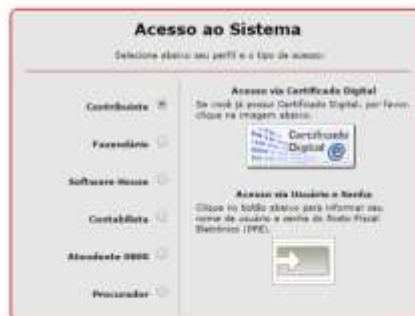 Acesso ao Sistema
Selecione abaixo seu perfil e o tipo de acesso:
Contribuinte
Fazendário
Software House
Contabilista
Atendente 0800
Procurador
Acesso via Certificado Digital
Se você já possui Certificado Digital, por favor
clique na imagem abaixo.
Certificado
Digital
Acesso via Usuário e Senha
Clique no botão abaixo para informar seu
nome de usuário e senha do Posto Fiscal
Eletrônico (PFE).